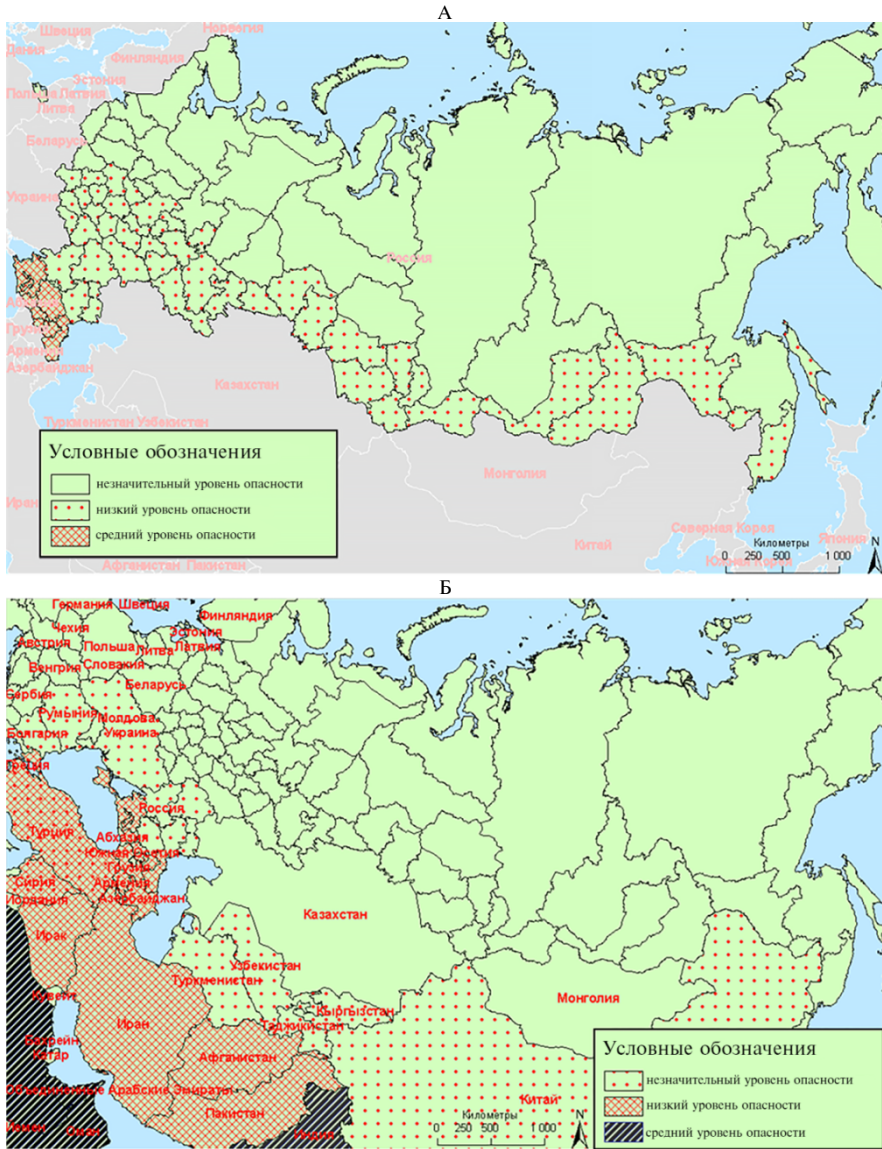 А
Швеция
Норвегия
Дания
Финляндия
Эстония
Польша Латвия
Литва
Беларусь
Украина
Россия
Грузия
Армения
Азербайджан
Казахстан
Туркменистан Узбекистан
Монголия
Иран
Северная Корея
Япония
Китай
Южная Корея
Афганистан Пакистан
Условные обозначения
незначительный уровень опасности
низкий уровень опасности
средний уровень опасности
Километры
0 250 500 1 000
N
Б
Германия Швеция
Финляндия
Чехия
Эстония
Австрия
Польша Литва Латвия
Венгрия
Словакия
Беларусь
Сербия
Румыния
Молдова
Болгария
Украина
Греция
Россия
Турция
Абхазия
Южная Осетия
Грузия
Сирия
Армения
Иордания
Азербайджан
Казахстан
Ирак
Узбекистан
Туркменистан
Монголия
Кувейт
Иран
Кыргызстан
Таджикистан
Бахрейн
Катар
Афганистан
Объединенные Арабские Эмираты
Китай
Пакистан
Йемен
Оман
Индия
Километры
0 250 500 1 000
N
Условные обозначения
незначительный уровень опасности
низкий уровень опасности
средний уровень опасности